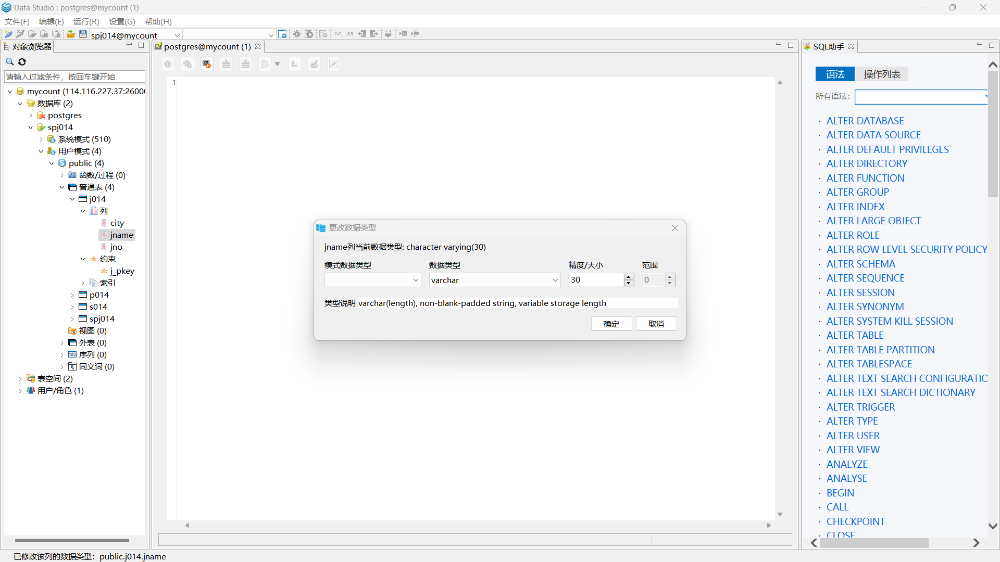 Data Studio : postgres@mycount (1)
文件(F) 编辑(E) 运行(R) 设置(G) 帮助(H)
spj014@mycount
AA aa
对象浏览器
请输入过滤条件，按回车键开始
mycount (114.116.227.37:2600
数据库 (2)
postgres
spj014
系统模式 (510)
用户模式 (4)
public (4)
函数/过程 (0)
普通表 (4)
j014
列
city
jname
jno
约束
j_pkey
索引
p014
s014
spj014
视图 (0)
外表 (0)
序列 (0)
同义词 (0)
表空间 (2)
用户/角色 (1)
postgres@mycount (1)
1
更改数据类型
jname列当前数据类型: character varying(30)
模式数据类型 数据类型 精度/大小 范围
varchar 30 0
类型说明 varchar(length), non-blank-padded string, variable storage length
确定 取消
SQL助手
语法 操作列表
所有语法:
· ALTER DATABASE
· ALTER DATA SOURCE
· ALTER DEFAULT PRIVILEGES
· ALTER DIRECTORY
· ALTER FUNCTION
· ALTER GROUP
· ALTER INDEX
· ALTER LARGE OBJECT
· ALTER ROLE
· ALTER ROW LEVEL SECURITY POLICY
· ALTER SCHEMA
· ALTER SEQUENCE
· ALTER SESSION
· ALTER SYNONYM
· ALTER SYSTEM KILL SESSION
· ALTER TABLE
· ALTER TABLE PARTITION
· ALTER TABLESPACE
· ALTER TEXT SEARCH CONFIGURATIO
· ALTER TEXT SEARCH DICTIONARY
· ALTER TRIGGER
· ALTER TYPE
· ALTER USER
· ALTER VIEW
· ANALYZE
· ANALYSE
· BEGIN
· CALL
· CHECKPOINT
· CLOSE
已修改该列的数据类型：public.j014.jname